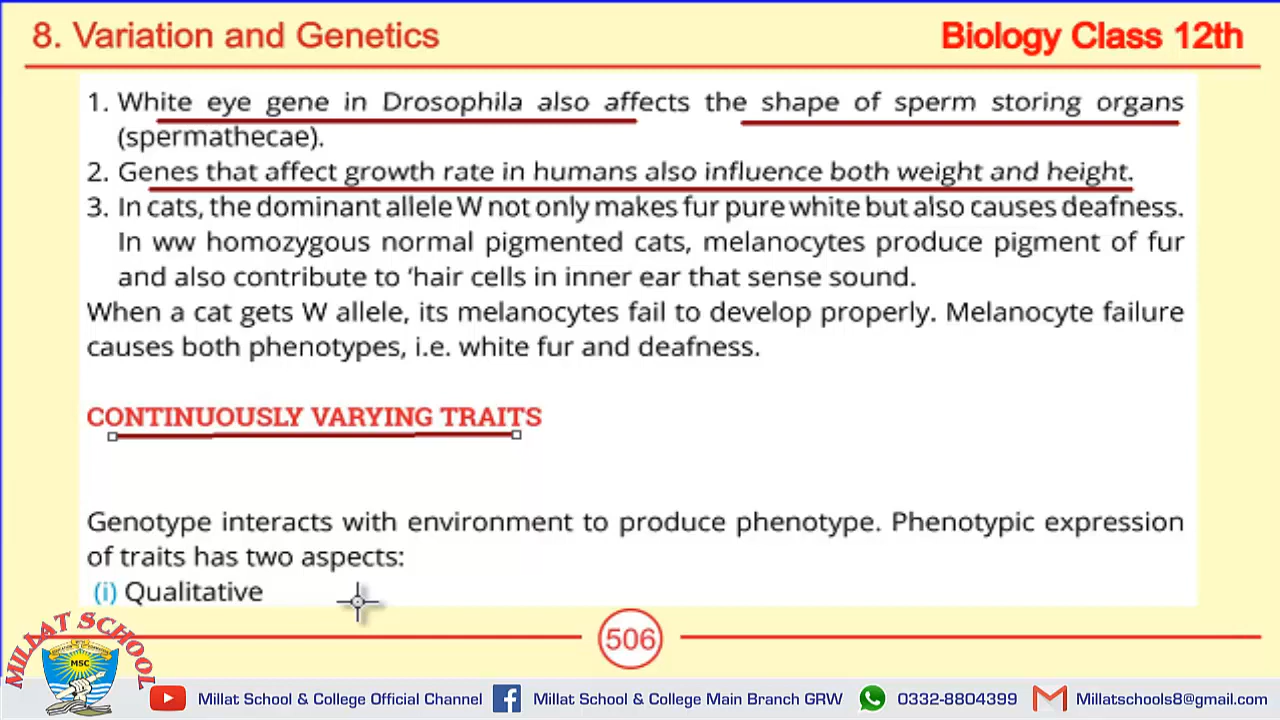 8. Variation and Genetics
Biology Class 12th
1. White eye gene in Drosophila also affects the shape of sperm storing organs
(spermathecae).
2. Genes that affect growth rate in humans also influence both weight and height.
3. In cats, the dominant allele W not only makes fur pure white but also causes deafness.
In ww homozygous normal pigmented cats, melanocytes produce pigment of fur
and also contribute to ‘hair cells in inner ear that sense sound.
When a cat gets W allele, its melanocytes fail to develop properly. Melanocyte failure
causes both phenotypes, i.e. white fur and deafness.
CONTINUOUSLY VARYING TRAITS
Genotype interacts with environment to produce phenotype. Phenotypic expression
of traits has two aspects:
(i) Qualitative
506
MILLAT SCHOOL
MSC
Millat School & College Official Channel
Millat School & College Main Branch GRW
0332-8804399
Millatschools8@gmail.com